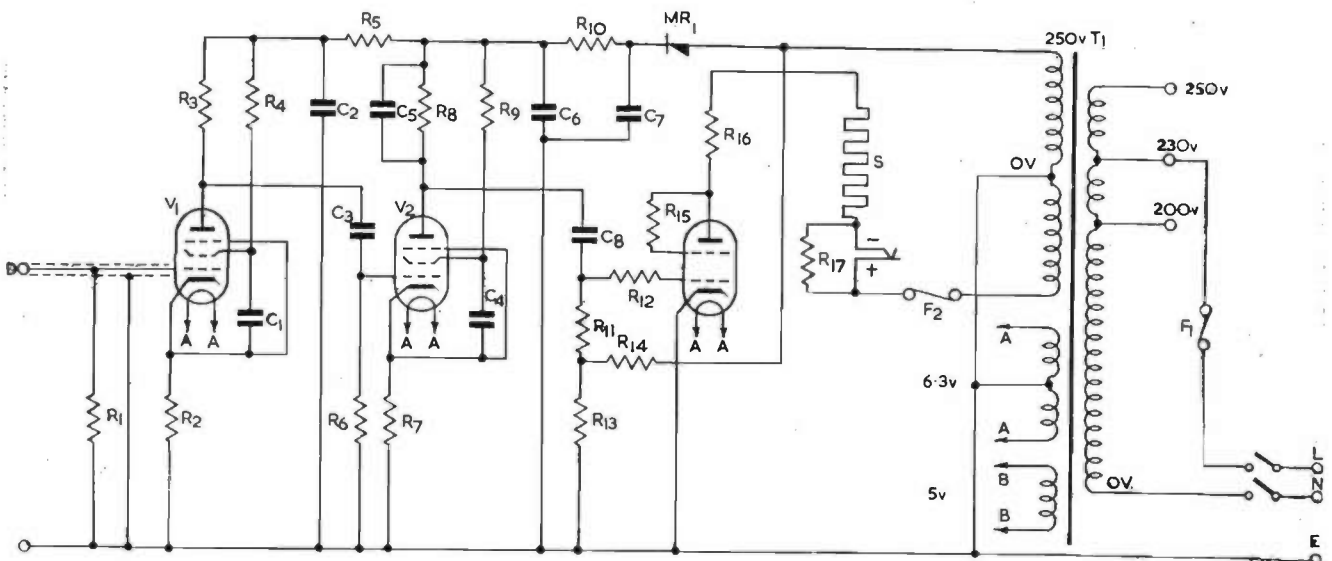 R5
R10
MR1
250v T1
250v
R3
R4
C2
C5
R8
R9
C6
C7
R16
S
230v
0V
200v
V1
C3
V2
C8
R15
R17
-
+
F2
R12
C1
C4
R11
R14
A A
A A
A A
F1
A
6·3v
A
R1
R2
R6
R7
R13
B
5v
B
0V.
L
N
E